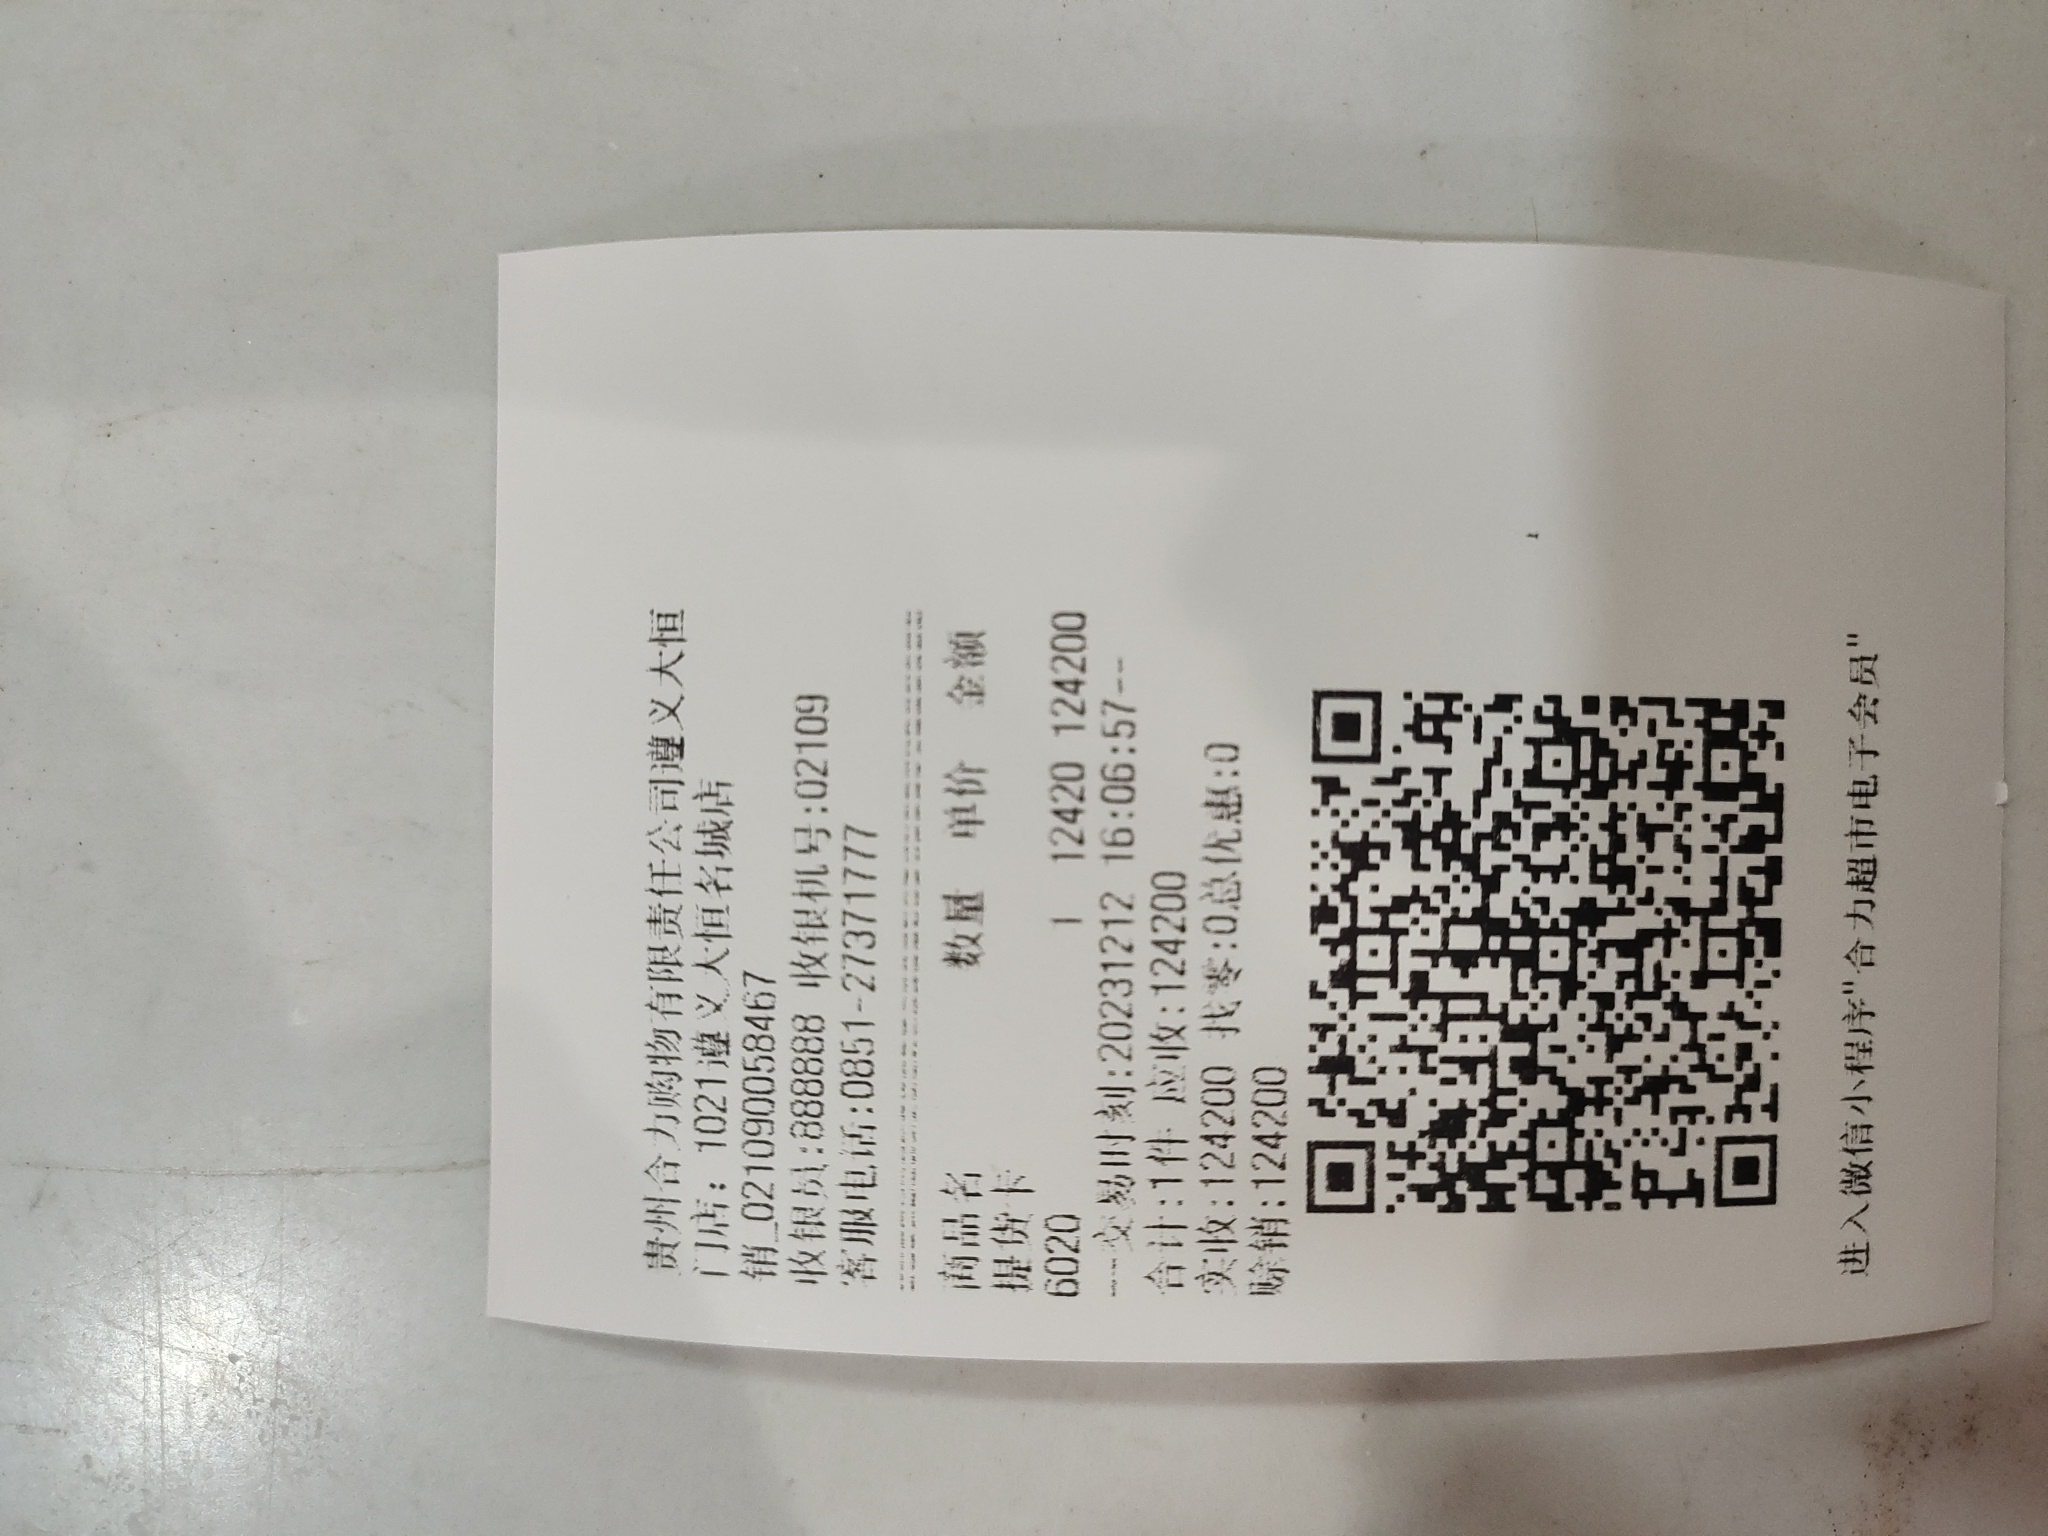 贵州合力购物有限责任公司遵义大恒
门店：1021遵义大恒名城店
销_021090058467
收银员:888888 收银机号:02109
客服电话:0851-27371777
商品名 数量 单价 金额
提货卡
6020 1 12420 124200
---交易时刻:20231212 16:06:57---
合计:1件 应收:124200
实收:124200 找零:0总优惠:0
赊销:124200
进入微信小程序"合力超市电子会员"